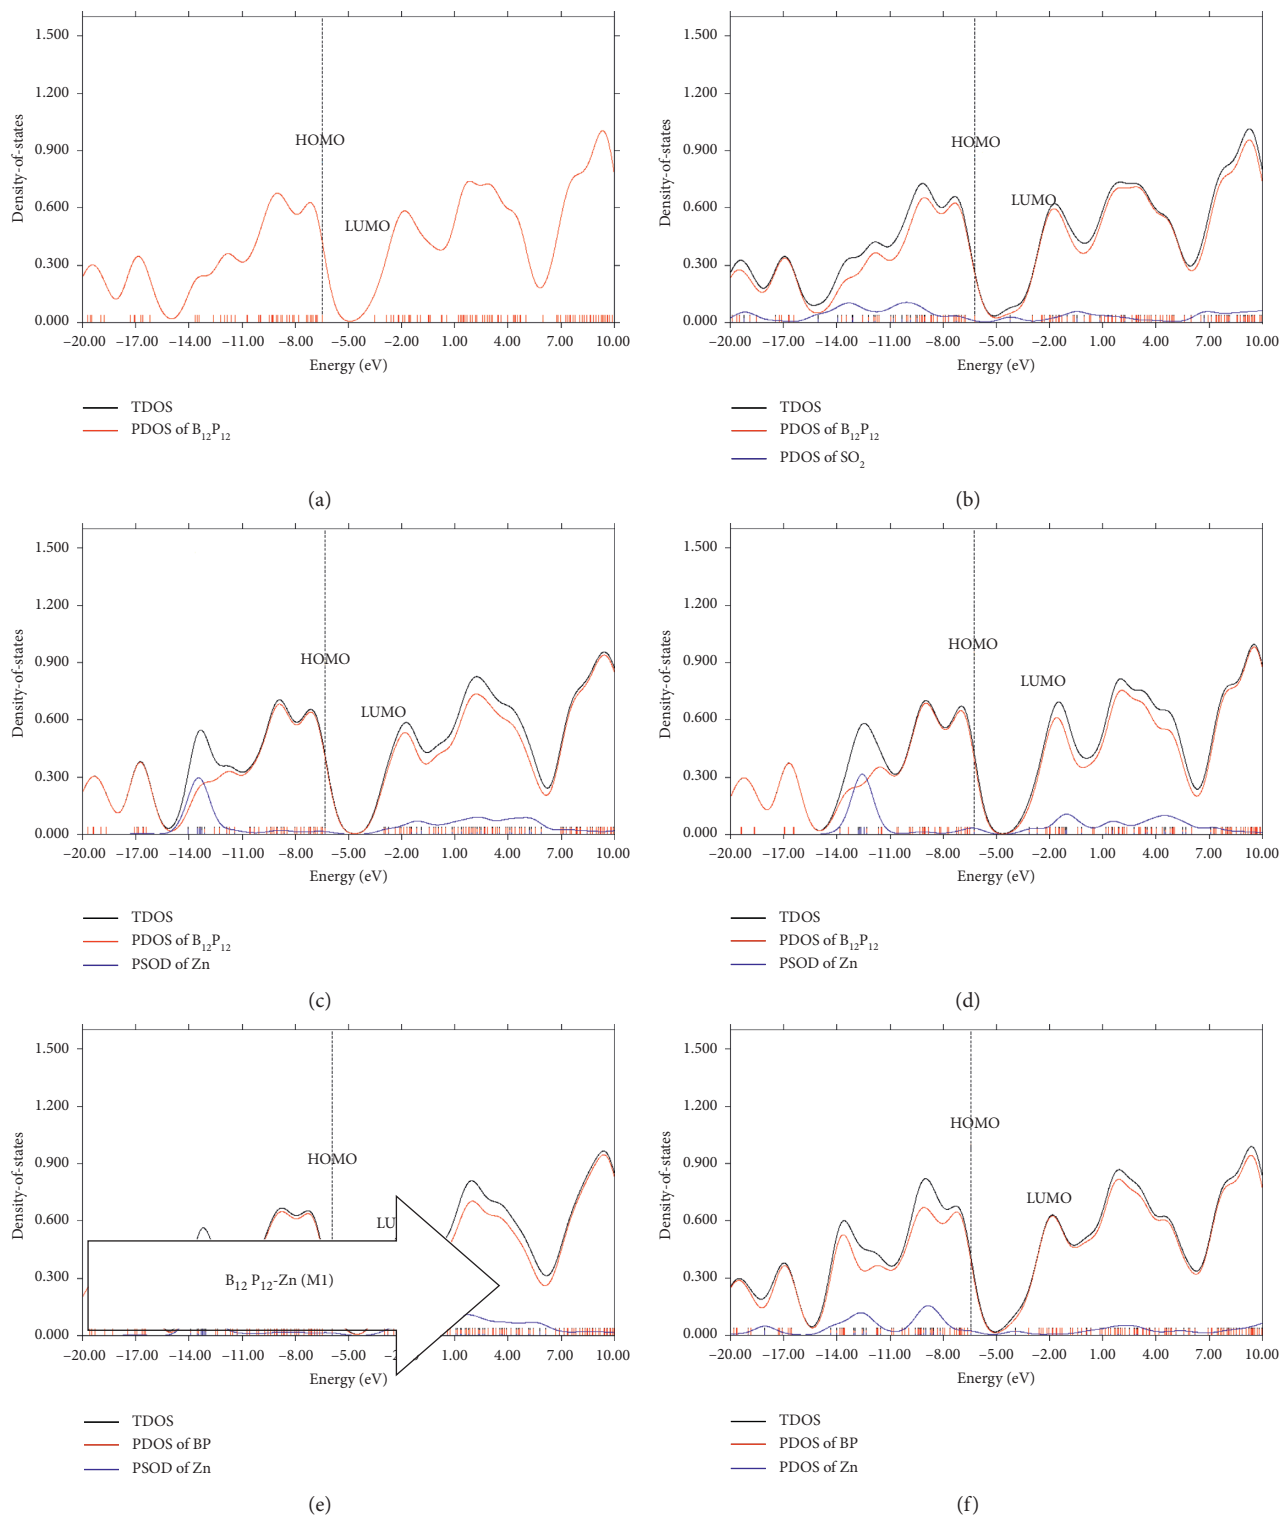 1.500
1.200
0.900
0.600
0.300
0.000
Density-of-states
HOMO
LUMO
–20.00 –17.00 –14.00 –11.00 –8.00 –5.00 –2.00 1.00 4.00 7.00 10.00
Energy (eV)
TDOS
PDOS of B12P12
(a)
1.500
1.200
0.900
0.600
0.300
0.000
Density-of-states
HOMO
LUMO
–20.00 –17.00 –14.00 –11.00 –8.00 –5.00 –2.00 1.00 4.00 7.00 10.00
Energy (eV)
TDOS
PDOS of B12P12
PDOS of SO2
(b)
1.500
1.200
0.900
0.600
0.300
0.000
Density-of-states
HOMO
LUMO
–20.00 –17.00 –14.00 –11.00 –8.00 –5.00 –2.00 1.00 4.00 7.00 10.00
Energy (eV)
TDOS
PDOS of B12P12
PSOD of Zn
(c)
1.500
1.200
0.900
0.600
0.300
0.000
Density-of-states
HOMO
LUMO
–20.00 –17.00 –14.00 –11.00 –8.00 –5.00 –2.00 1.00 4.00 7.00 10.00
Energy (eV)
TDOS
PDOS of B12P12
PSOD of Zn
(d)
1.500
1.200
0.900
0.600
0.300
0.000
Density-of-states
HOMO
LU
B12 P12-Zn (M1)
–20.00 –17.00 –14.00 –11.00 –8.00 –5.00 1.00 4.00 7.00 10.00
Energy (eV)
TDOS
PDOS of BP
PSOD of Zn
(e)
1.500
1.200
0.900
0.600
0.300
0.000
Density-of-states
HOMO
LUMO
–20.00 –17.00 –14.00 –11.00 –8.00 –5.00 –2.00 1.00 4.00 7.00 10.00
Energy (eV)
TDOS
PDOS of BP
PDOS of Zn
(f)